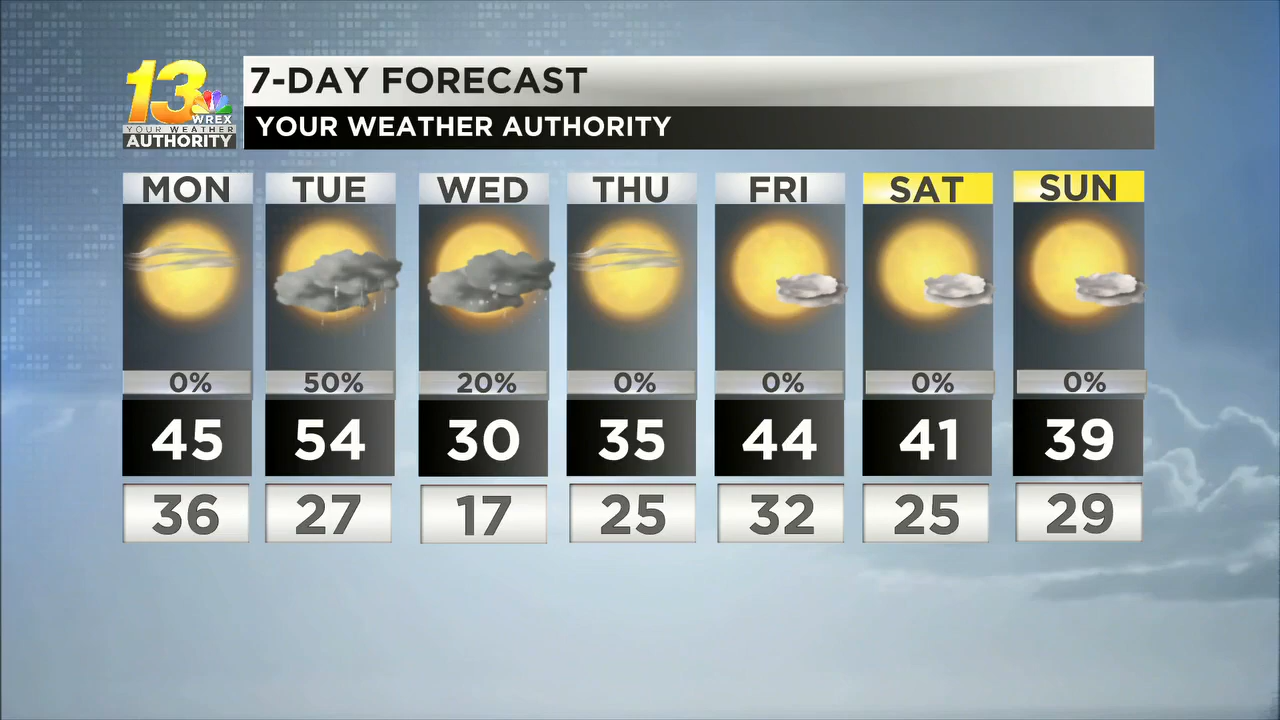 13
WREX
YOUR WEATHER
AUTHORITY
7-DAY FORECAST
YOUR WEATHER AUTHORITY
MON TUE WED THU FRI SAT SUN
0% 50% 20% 0% 0% 0% 0%
45 54 30 35 44 41 39
36 27 17 25 32 25 29